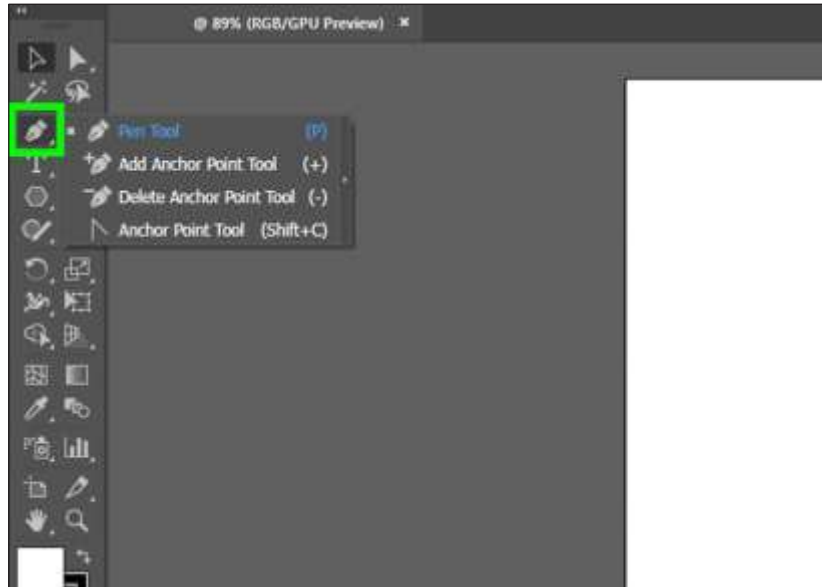 @ 89% (RGB/GPU Preview) ×
Pen Tool (P)
Add Anchor Point Tool (+)
Delete Anchor Point Tool (-)
Anchor Point Tool (Shift+C)
T